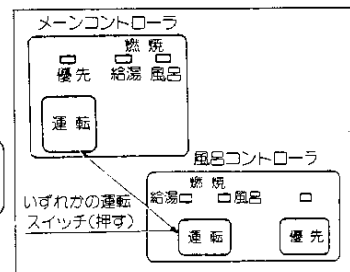 メーンコントローラ
燃焼
優先 給湯 風呂
運転
風呂コントローラ
燃焼
給湯 風呂
運転 優先
いずれかの運転
スイッチ(押す)